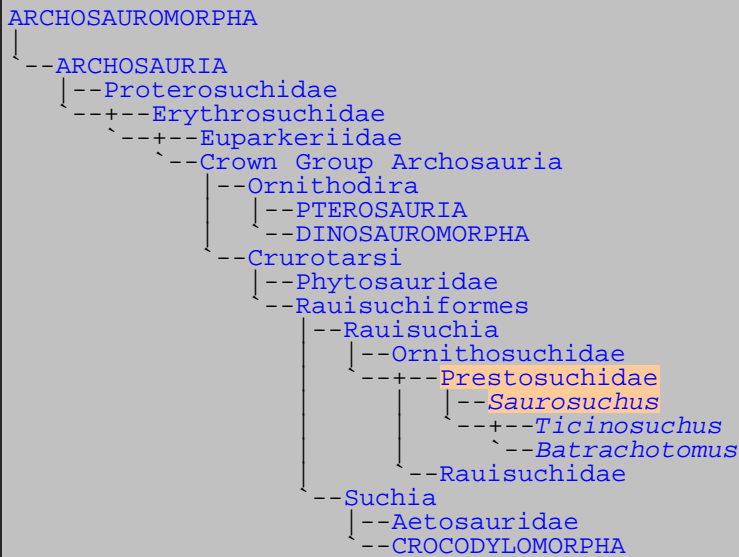 ARCHOSAUROMORPHA
|
`--ARCHOSAURIA
   |--Proterosuchidae
   `--+--Erythrosuchidae
      `--+--Euparkeriidae
         `--Crown Group Archosauria
            |--Ornithodira
            |  |--PTEROSAURIA
            |  `--DINOSAUROMORPHA
            `--Crurotarsi
               |--Phytosauridae
               `--Rauisuchiformes
                  |--Rauisuchia
                  |  |--Ornithosuchidae
                  |  `--+--Prestosuchidae
                  |     |  |--Saurosuchus
                  |     |  `--+--Ticinosuchus
                  |     |     `--Batrachotomus
                  |     `--Rauisuchidae
                  `--Suchia
                     |--Aetosauridae
                     `--CROCODYLOMORPHA